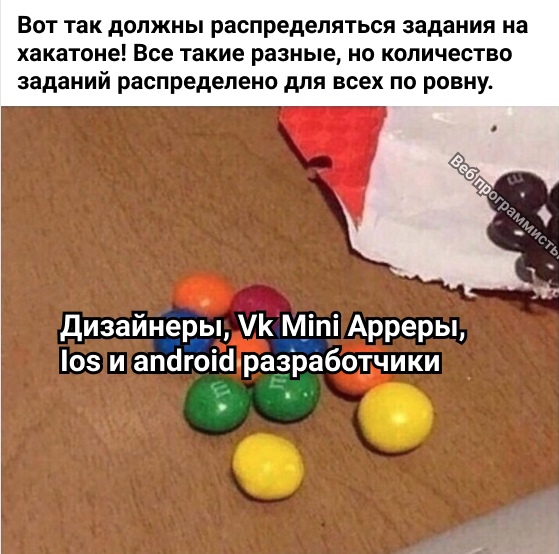 Вот так должны распределяться задания на
хакатоне! Все такие разные, но количество
заданий распределено для всех по ровну.
Веб программисты
Дизайнеры, Vk Mini Apреры,
Ios и android разработчики
m
m
m